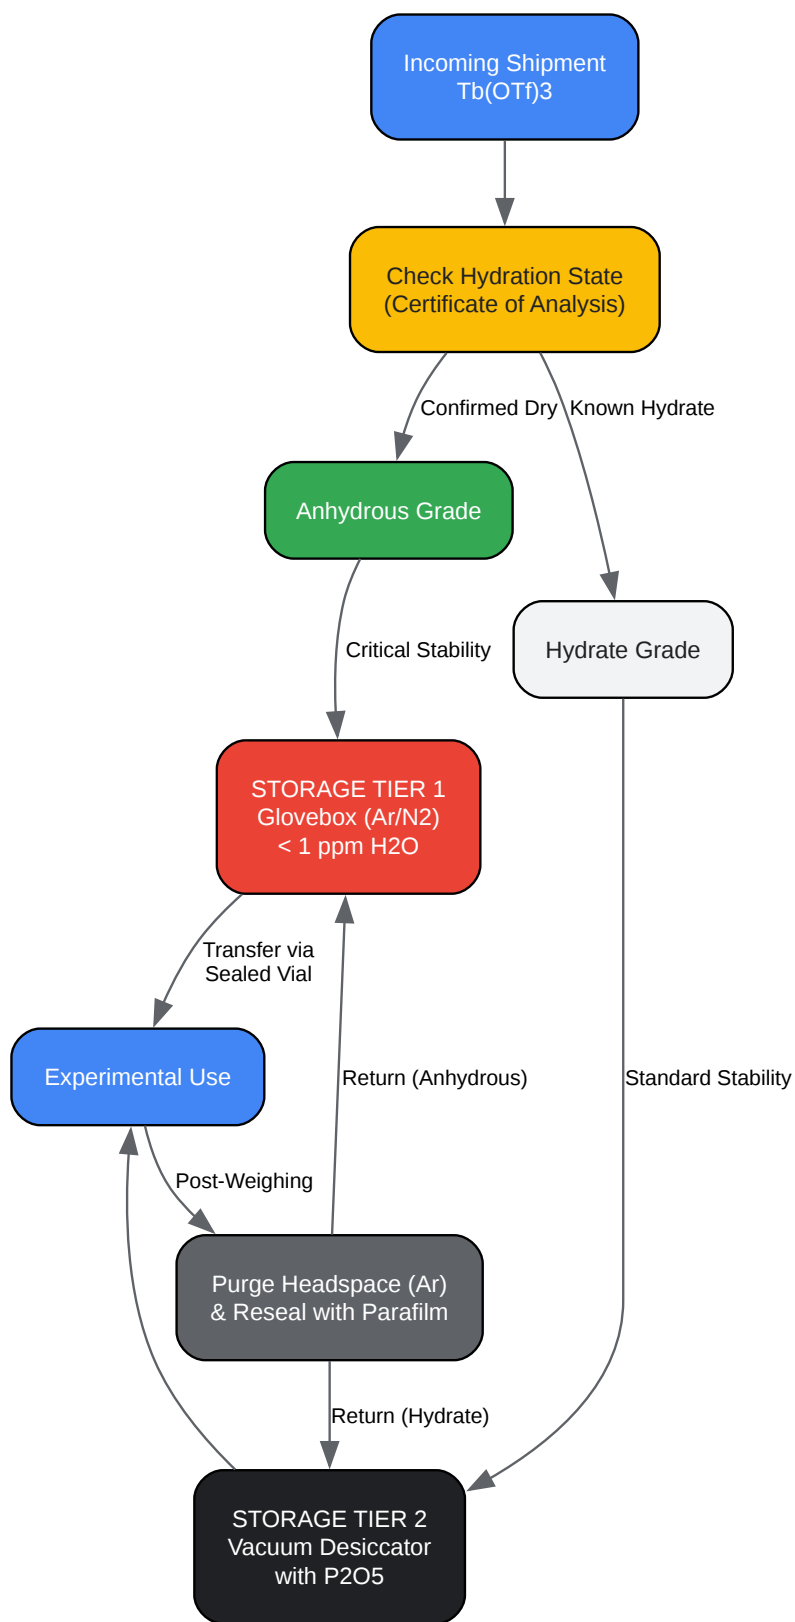 Incoming Shipment
Tb(OTf)3
Check Hydration State
(Certificate of Analysis)
Confirmed Dry
Known Hydrate
Anhydrous Grade
Hydrate Grade
Critical Stability
STORAGE TIER 1
Glovebox (Ar/N2)
< 1 ppm H2O
Transfer via
Sealed Vial
Experimental Use
Return (Anhydrous)
Standard Stability
Post-Weighing
Purge Headspace (Ar)
& Reseal with Parafilm
Return (Hydrate)
STORAGE TIER 2
Vacuum Desiccator
with P2O5